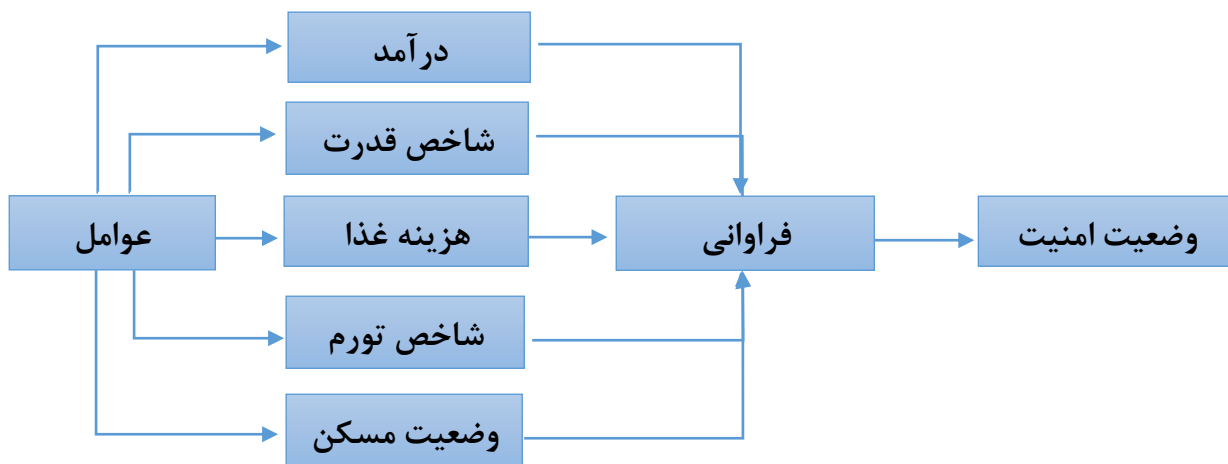 درآمد
شاخص قدرت
عوامل
هزینه غذا
فراوانی
وضعیت امنیت
شاخص تورم
وضعیت مسکن